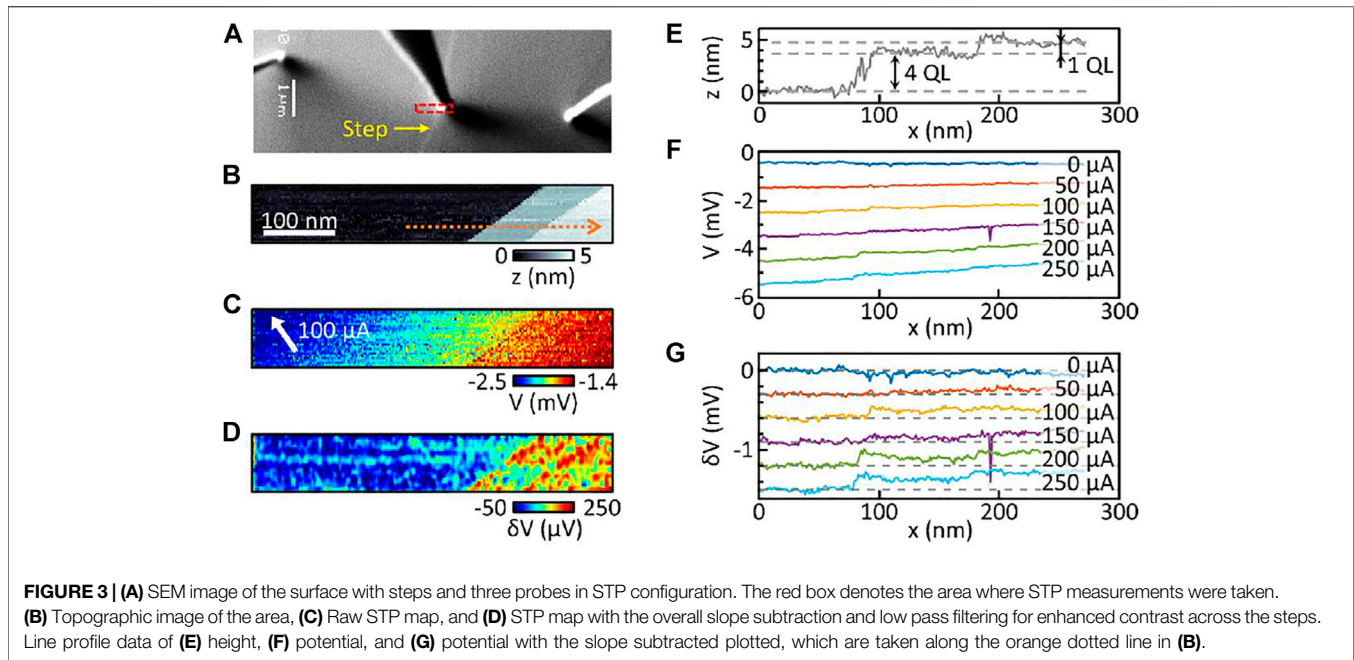 A
1 μm
Step
B
100 nm
0 5
z (nm)
C
100 μA
-2.5 -1.4
V (mV)
D
-50 250
δV (μV)
E
z (nm)
5
0
4 QL
1 QL
0 100 200
x (nm)
F
V (mV)
0
-2
-4
-6
0 μA
50 μA
100 μA
150 μA
200 μA
250 μA
0 100 200 300
x (nm)
G
δV (mV)
0
-1
0 μA
50 μA
100 μA
150 μA
200 μA
250 μA
0 100 200 300
x (nm)
FIGURE 3 | (A) SEM image of the surface with steps and three probes in STP configuration. The red box denotes the area where STP measurements were taken.
(B) Topographic image of the area, (C) Raw STP map, and (D) STP map with the overall slope subtraction and low pass filtering for enhanced contrast across the steps.
Line profile data of (E) height, (F) potential, and (G) potential with the slope subtracted plotted, which are taken along the orange dotted line in (B).